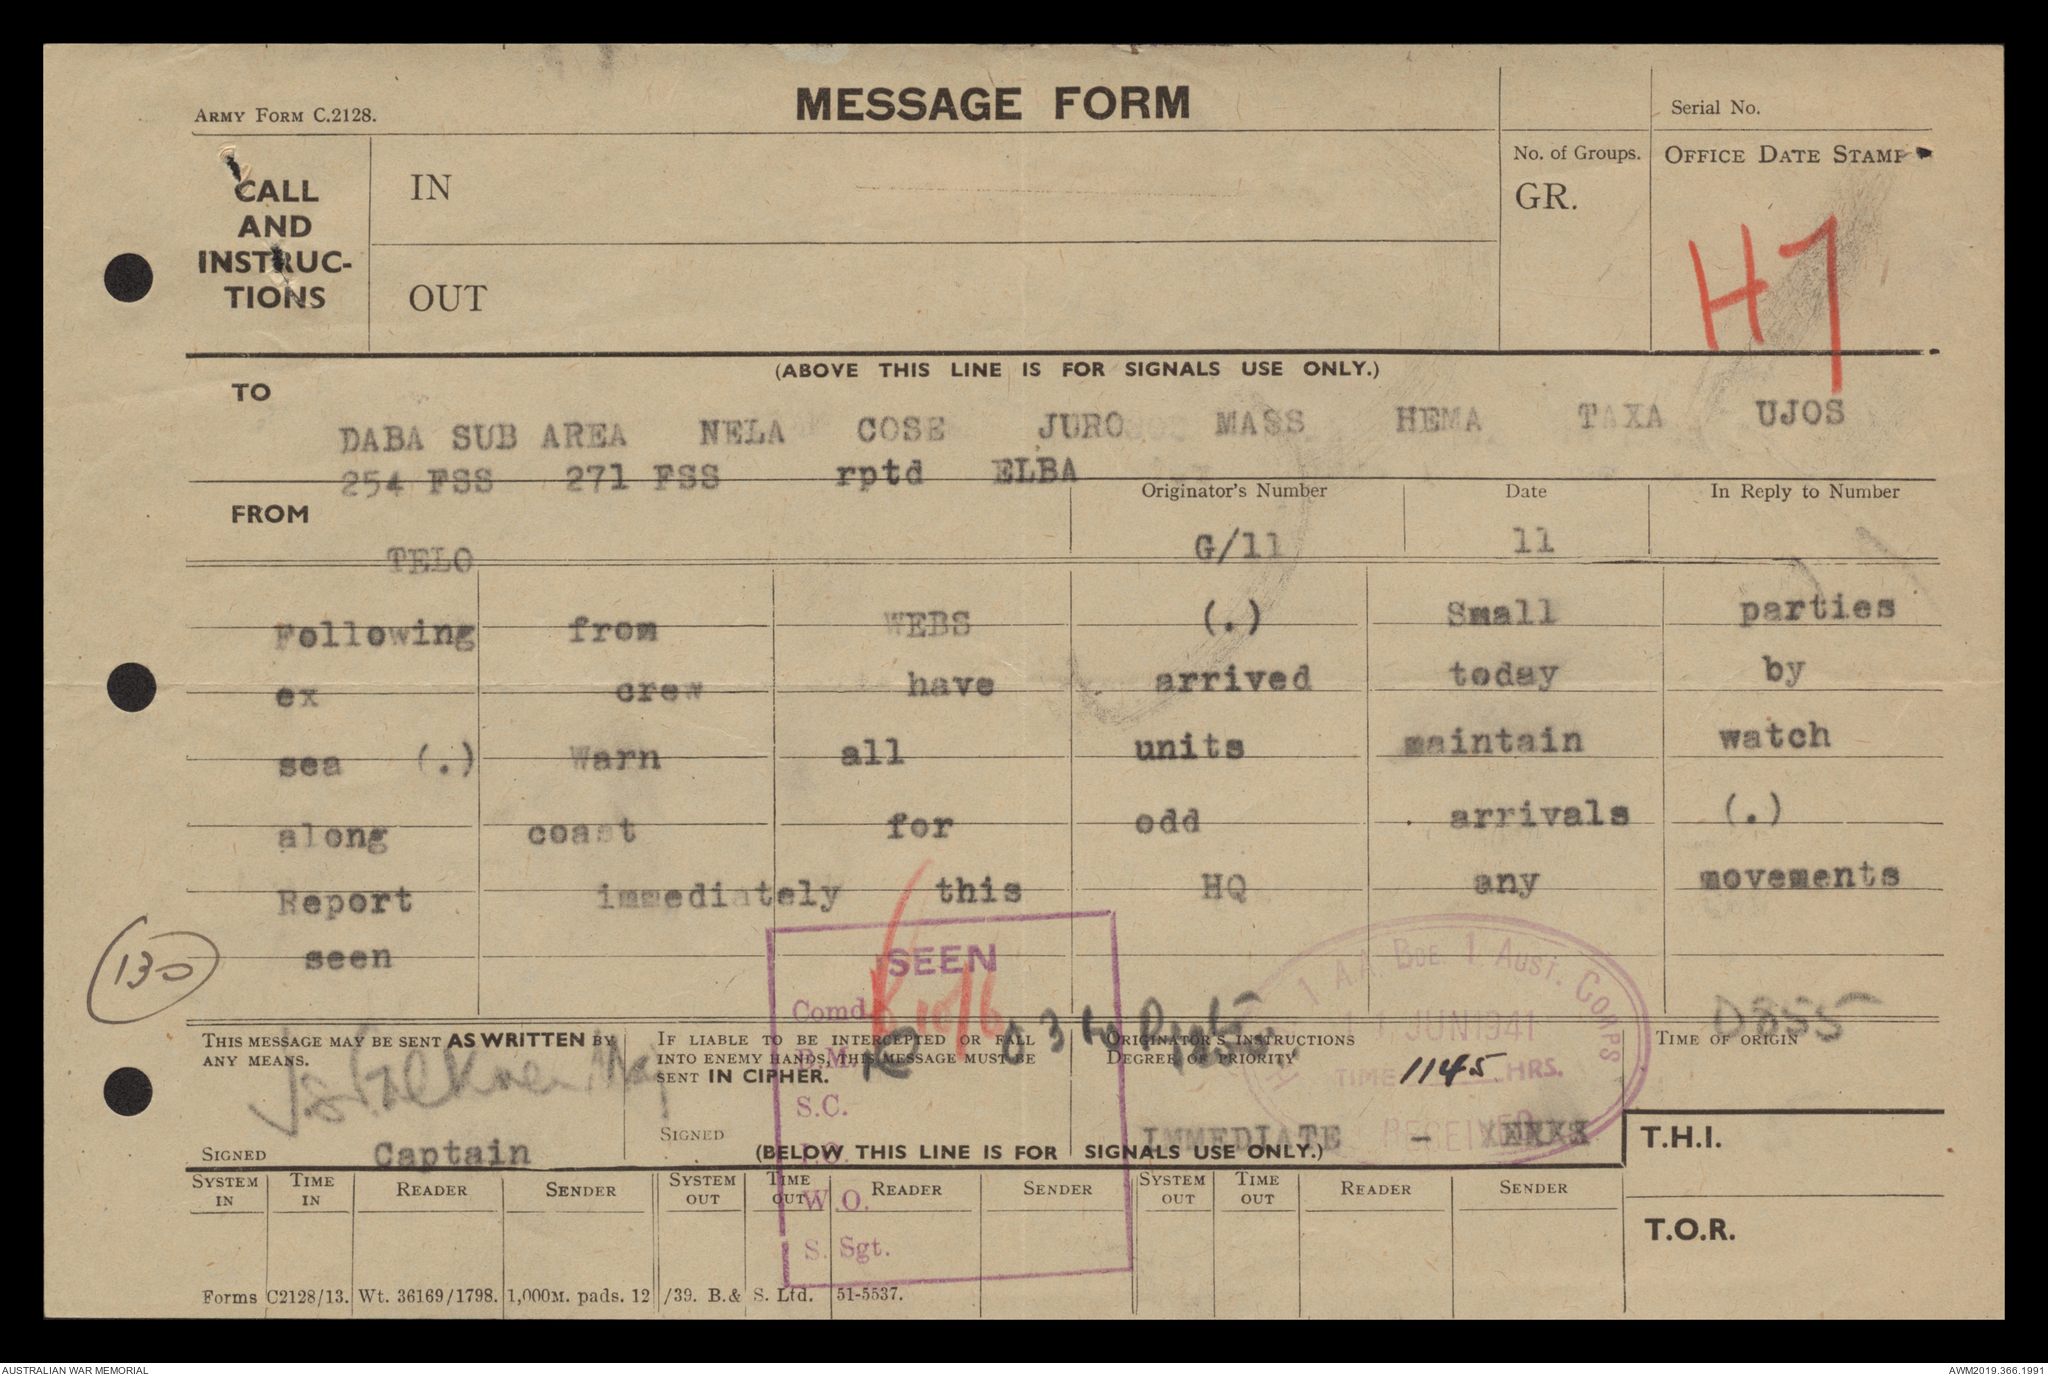 ARMY FORM C.2128.
MESSAGE FORM
Serial No.
CALL AND INSTRUC- TIONS
IN
OUT
No. of Groups.
GR.
OFFICE DATE STAMP
H7
(ABOVE THIS LINE IS FOR SIGNALS USE ONLY.)
TO
DABA SUB AREA NELA COSE JURO MASS HEMA TAXA UJOS
254 FSS 271 FSS rptd ELBA
FROM
TELO
Originator's Number
G/11
Date
11
In Reply to Number
Following from WEBS (.) Small parties
ex crew have arrived today by
sea (.) Warn all units maintain watch
along coast for odd arrivals (.)
Report immediately this HQ any movements
seen
130
SEEN
Comd
B.M.
S.C.
I.O.
W O.
S. Sgt.
10/6
1 A.A. BDE. 1 AUST. CORPS
11 JUN 1941
TIME 1145 HRS.
RECEIVED
THIS MESSAGE MAY BE SENT AS WRITTEN BY
ANY MEANS.
SIGNED
Captain
IF LIABLE TO BE INTERCEPTED OR FALL
INTO ENEMY HANDS, THIS MESSAGE MUST BE
SENT IN CIPHER.
SIGNED
ORIGINATOR'S INSTRUCTIONS
DEGREE OF PRIORITY
IMMEDIATE - XXXXX
TIME OF ORIGIN
0855
(BELOW THIS LINE IS FOR SIGNALS USE ONLY.)
T.H.I.
T.O.R.
SYSTEM IN TIME IN READER SENDER SYSTEM OUT TIME OUT READER SENDER SYSTEM OUT TIME OUT READER SENDER
Forms C2128/13. Wt. 36169/1798. 1,000M. pads. 12/39. B.& S. Ltd. 51-5537.
AUSTRALIAN WAR MEMORIAL
AWM2019.366.1991